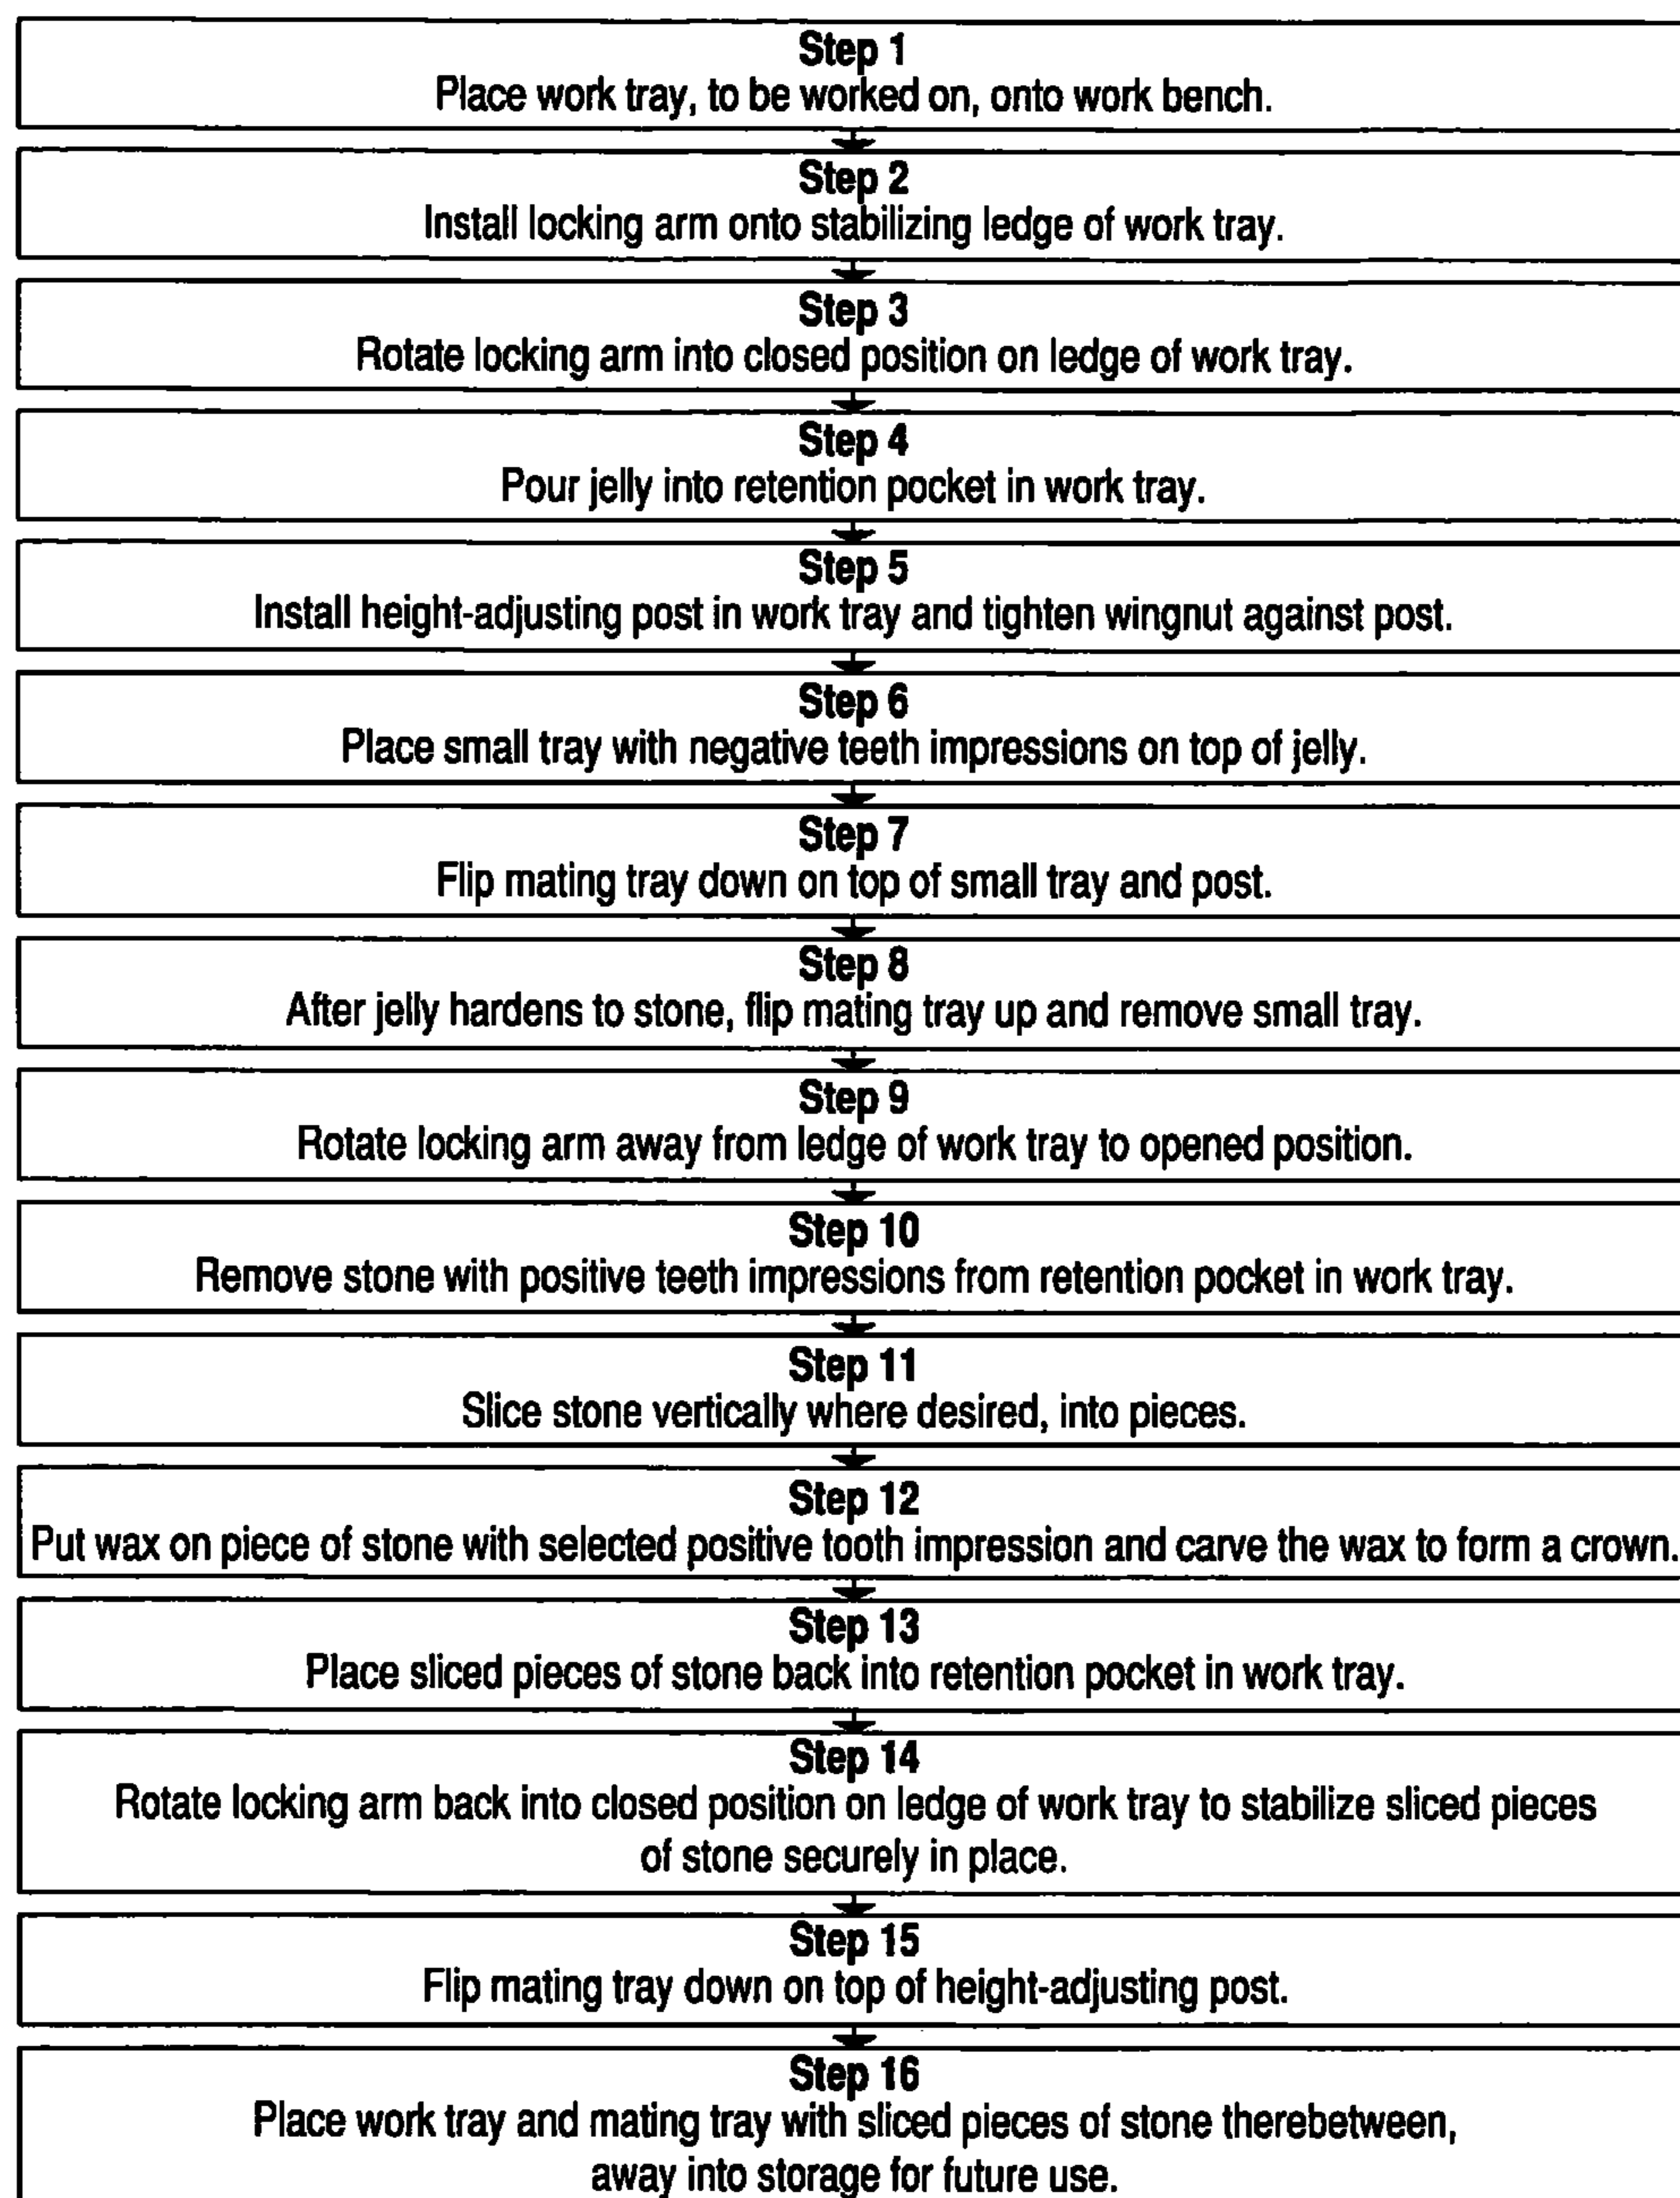 Step 1
Place work tray, to be worked on, onto work bench.
Step 2
Install locking arm onto stabilizing ledge of work tray.
Step 3
Rotate locking arm into closed position on ledge of work tray.
Step 4
Pour jelly into retention pocket in work tray.
Step 5
Install height-adjusting post in work tray and tighten wingnut against post.
Step 6
Place small tray with negative teeth impressions on top of jelly.
Step 7
Flip mating tray down on top of small tray and post.
Step 8
After jelly hardens to stone, flip mating tray up and remove small tray.
Step 9
Rotate locking arm away from ledge of work tray to opened position.
Step 10
Remove stone with positive teeth impressions from retention pocket in work tray.
Step 11
Slice stone vertically where desired, into pieces.
Step 12
Put wax on piece of stone with selected positive tooth impression and carve the wax to form a crown.
Step 13
Place sliced pieces of stone back into retention pocket in work tray.
Step 14
Rotate locking arm back into closed position on ledge of work tray to stabilize sliced pieces
of stone securely in place.
Step 15
Flip mating tray down on top of height-adjusting post.
Step 16
Place work tray and mating tray with sliced pieces of stone therebetween,
away into storage for future use.